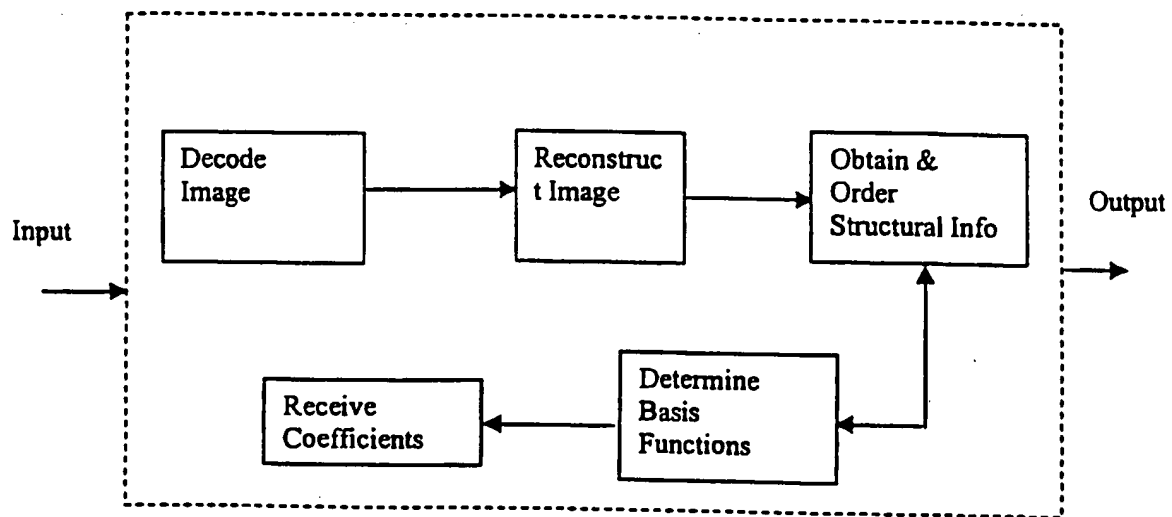 Input
Decode
Image
Reconstruc
t Image
Obtain &
Order
Structural Info
Output
Receive
Coefficients
Determine
Basis
Functions